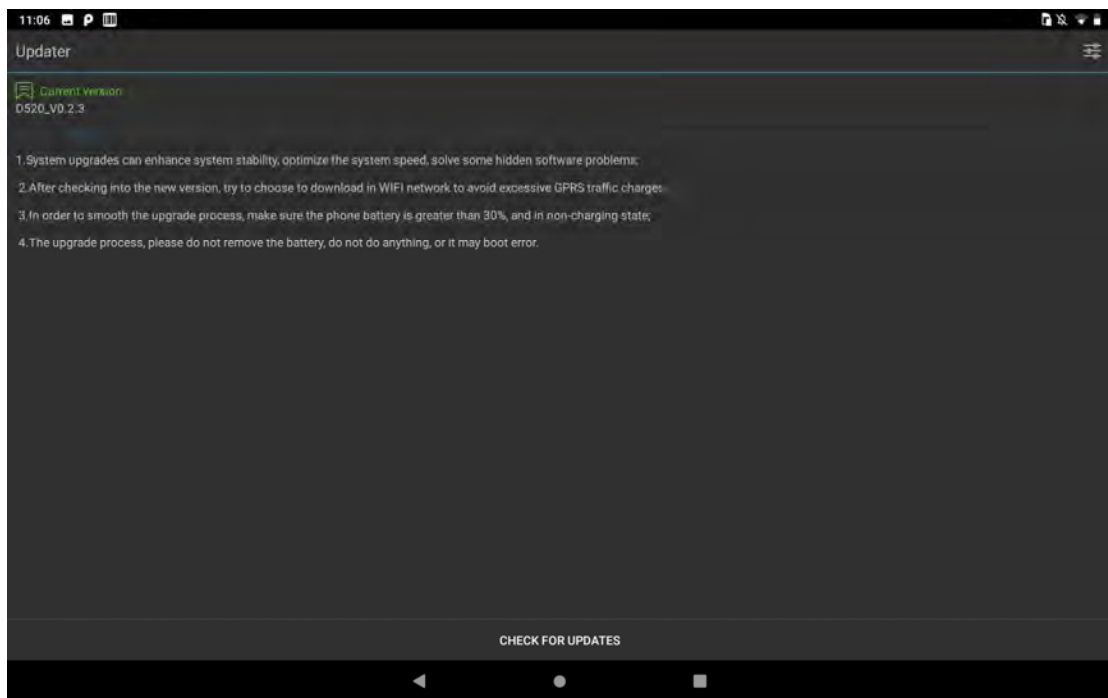 11:06
Updater
Current version
D520_V0.2.3
1.System upgrades can enhance system stability, optimize the system speed, solve some hidden software problems;
2.After checking into the new version, try to choose to download in WIFI network to avoid excessive GPRS traffic charges
3.In order to smooth the upgrade process, make sure the phone battery is greater than 30%, and in non-charging state;
4.The upgrade process, please do not remove the battery, do not do anything, or it may boot error.
CHECK FOR UPDATES